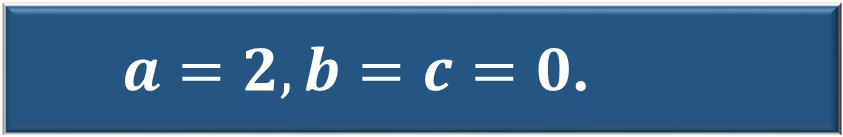 a = 2, b = c = 0.